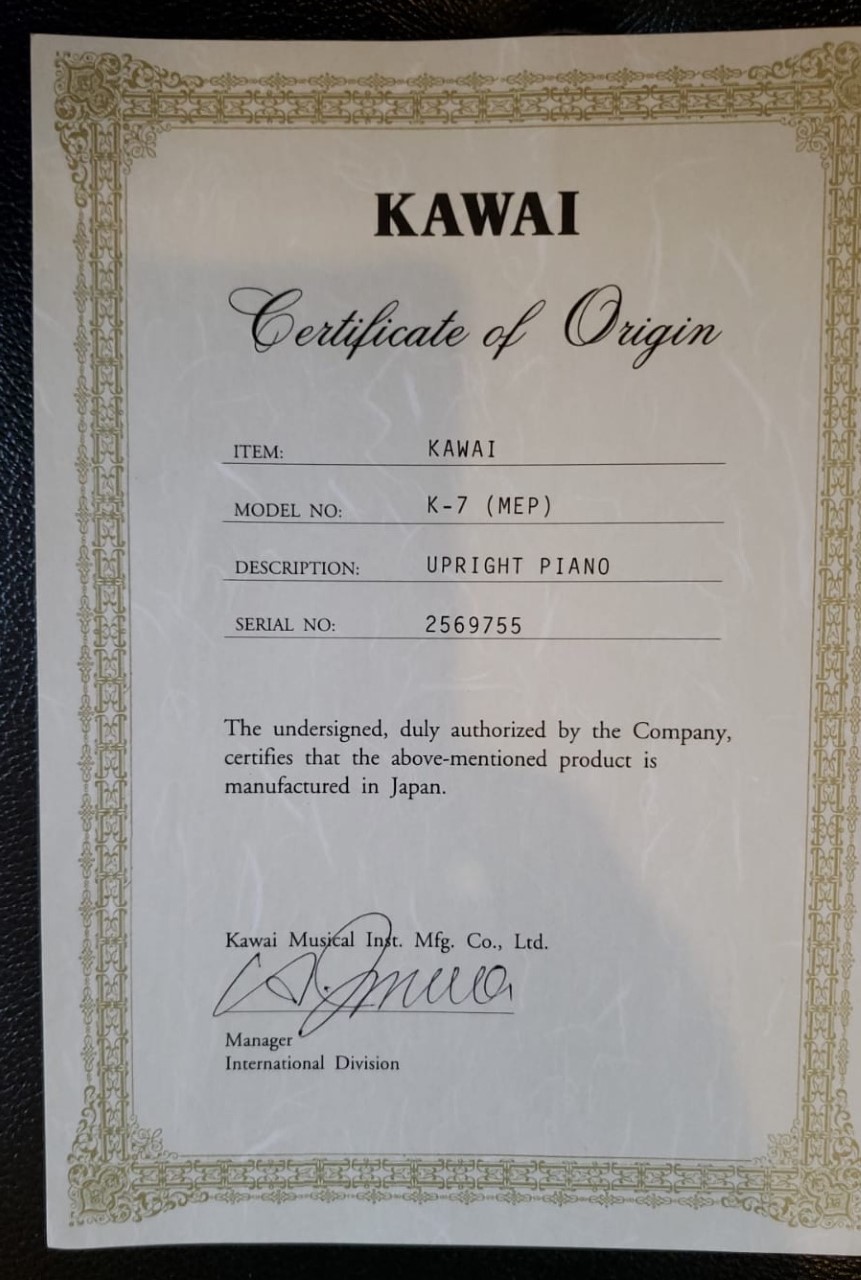 KAWAI
Certificate of Origin
ITEM: KAWAI
MODEL NO: K-7 (MEP)
DESCRIPTION: UPRIGHT PIANO
SERIAL NO: 2569755
The undersigned, duly authorized by the Company,
certifies that the above-mentioned product is
manufactured in Japan.
Kawai Musical Inst. Mfg. Co., Ltd.
Manager
International Division